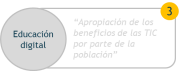 3
Educación
digital
“Apropiación de los
beneficios de las TIC
por parte de la
población”